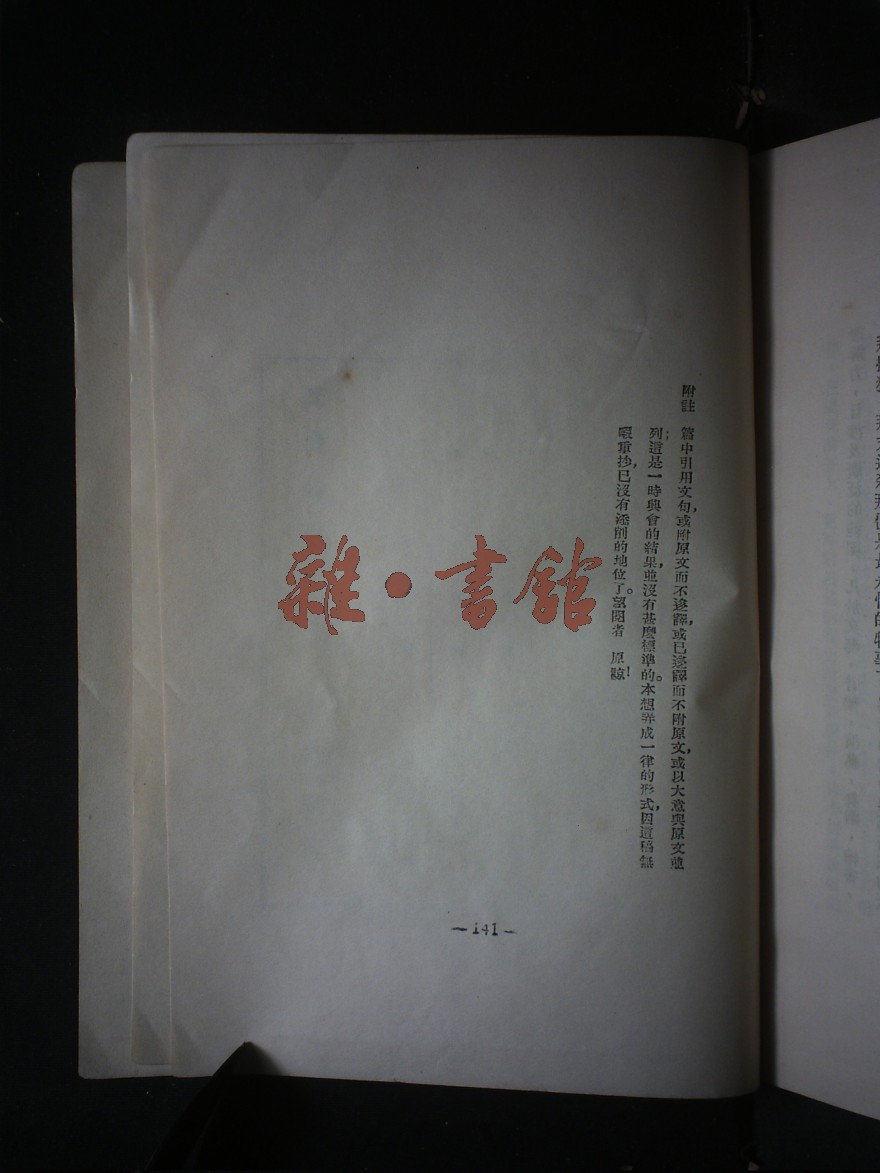 附註　篇中引用文句，或附原文而不迻譯，或已迻譯而不附原文，或以大意與原文並
列；這是一時興會的結果，並沒有甚麼標準的。本想弄成一律的形式，因這稿無
暇重抄，已沒有添削的地位了。望閱者　原諒！
—141—
雜·書館